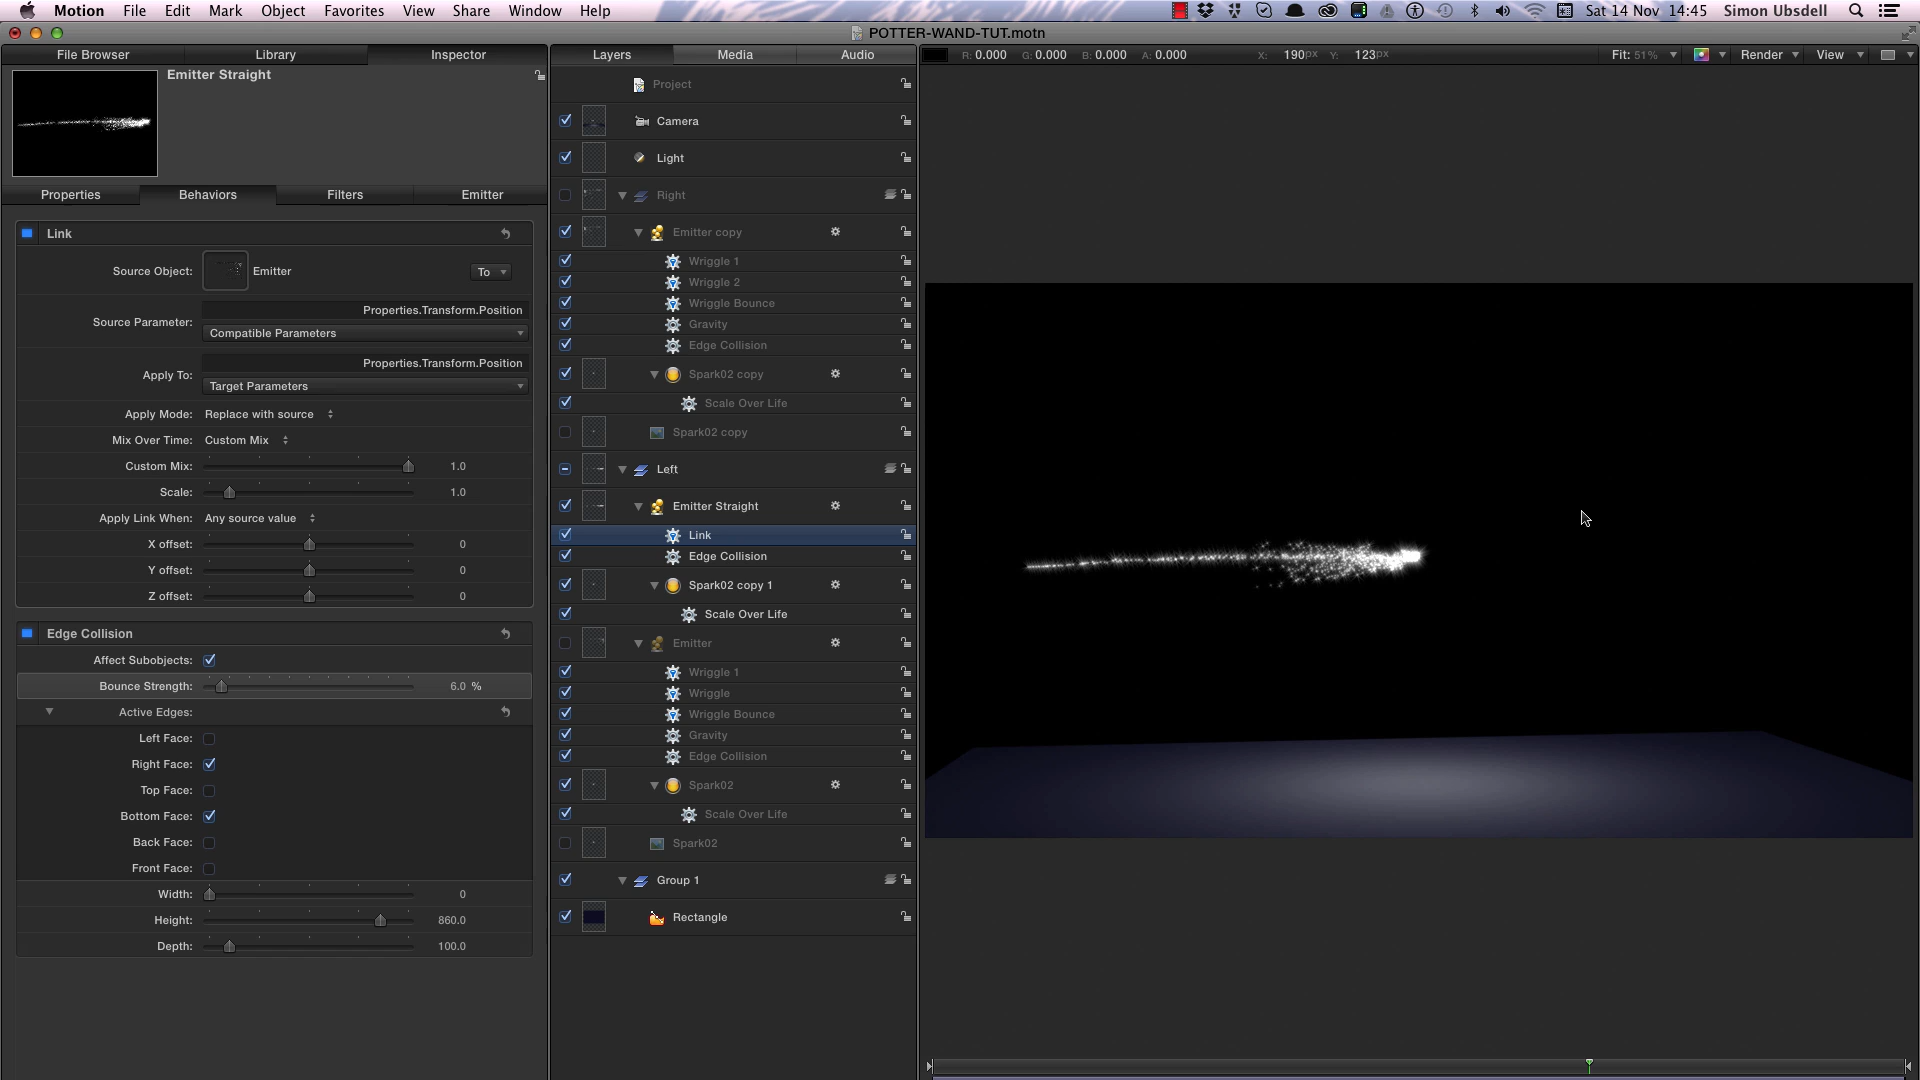 Motion File Edit Mark Object Favorites View Share Window Help Sat 14 Nov 14:45 Simon Ubsdell
POTTER-WAND-TUT.motn
File Browser Library Inspector
Layers Media Audio
R: 0.000 G: 0.000 B: 0.000 A: 0.000 X: 190px Y: 123px Fit: 51% Render View
Emitter Straight
Properties Behaviors Filters Emitter
Link
Source Object: Emitter To
Source Parameter: Properties.Transform.Position
Compatible Parameters
Apply To: Properties.Transform.Position
Target Parameters
Apply Mode: Replace with source
Mix Over Time: Custom Mix
Custom Mix: 1.0
Scale: 1.0
Apply Link When: Any source value
X offset: 0
Y offset: 0
Z offset: 0
Edge Collision
Affect Subobjects:
Bounce Strength: 6.0 %
Active Edges:
Left Face:
Right Face:
Top Face:
Bottom Face:
Back Face:
Front Face:
Width: 0
Height: 860.0
Depth: 100.0
Project
Camera
Light
Right
Emitter copy
Wriggle 1
Wriggle 2
Wriggle Bounce
Gravity
Edge Collision
Spark02 copy
Scale Over Life
Spark02 copy
Left
Emitter Straight
Link
Edge Collision
Spark02 copy 1
Scale Over Life
Emitter
Wriggle 1
Wriggle
Wriggle Bounce
Gravity
Edge Collision
Spark02
Scale Over Life
Spark02
Group 1
Rectangle